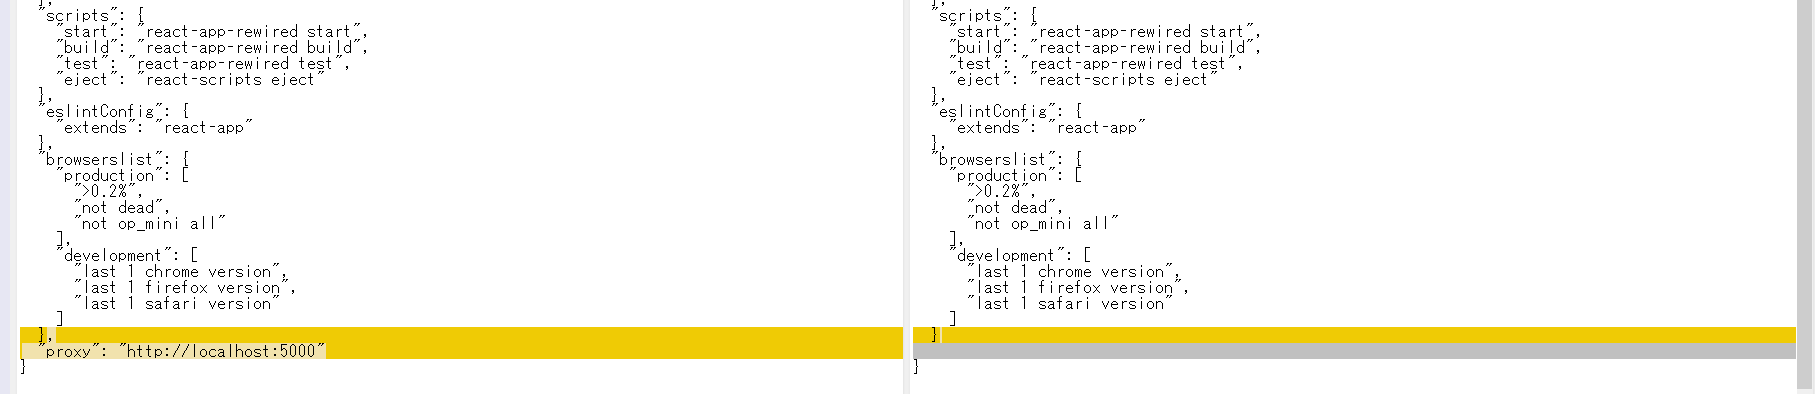 },
"scripts": {
"start": "react-app-rewired start",
"build": "react-app-rewired build",
"test": "react-app-rewired test",
"eject": "react-scripts eject"
},
"eslintConfig": {
"extends": "react-app"
},
"browserslist": {
"production": [
">0.2%",
"not dead",
"not op_mini all"
],
"development": [
"last 1 chrome version",
"last 1 firefox version",
"last 1 safari version"
]
},
"proxy": "http://localhost:5000"
}
},
"scripts": {
"start": "react-app-rewired start",
"build": "react-app-rewired build",
"test": "react-app-rewired test",
"eject": "react-scripts eject"
},
"eslintConfig": {
"extends": "react-app"
},
"browserslist": {
"production": [
">0.2%",
"not dead",
"not op_mini all"
],
"development": [
"last 1 chrome version",
"last 1 firefox version",
"last 1 safari version"
]
}
}